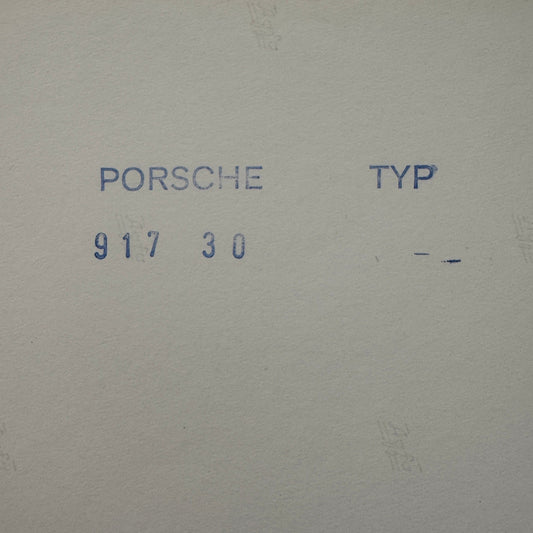 PORSCHE TYP
917 30 - -